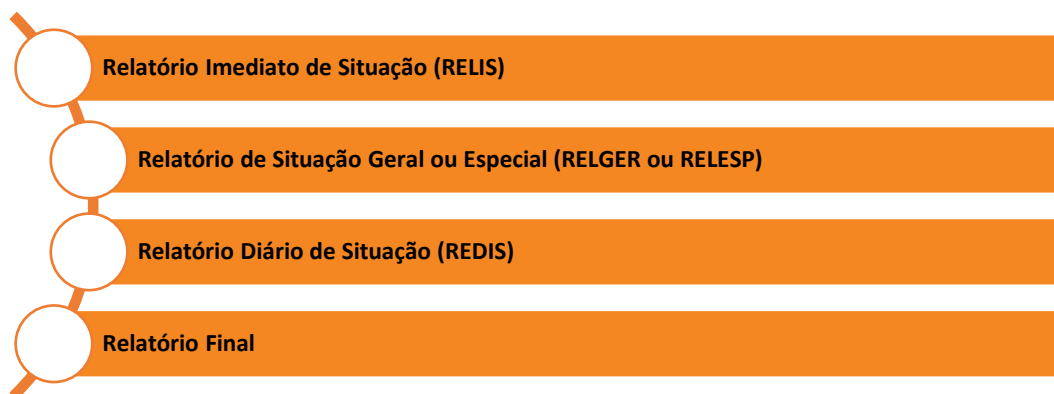 Relatório Imediato de Situação (RELIS)
Relatório de Situação Geral ou Especial (RELGER ou RELESP)
Relatório Diário de Situação (REDIS)
Relatório Final